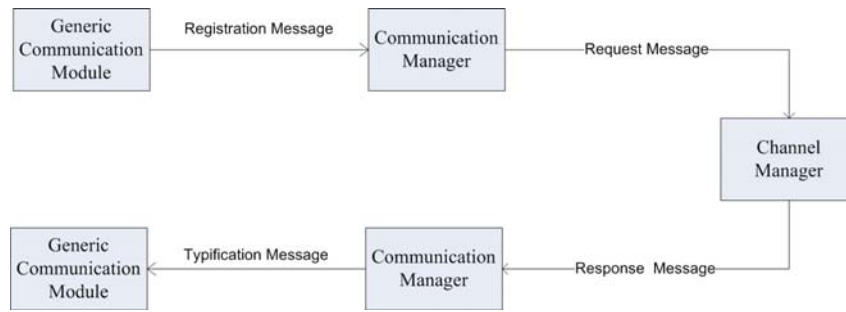 Generic
Communication
Module
Registration Message
Communication
Manager
Request Message
Channel
Manager
Generic
Communication
Module
Typification Message
Communication
Manager
Response Message